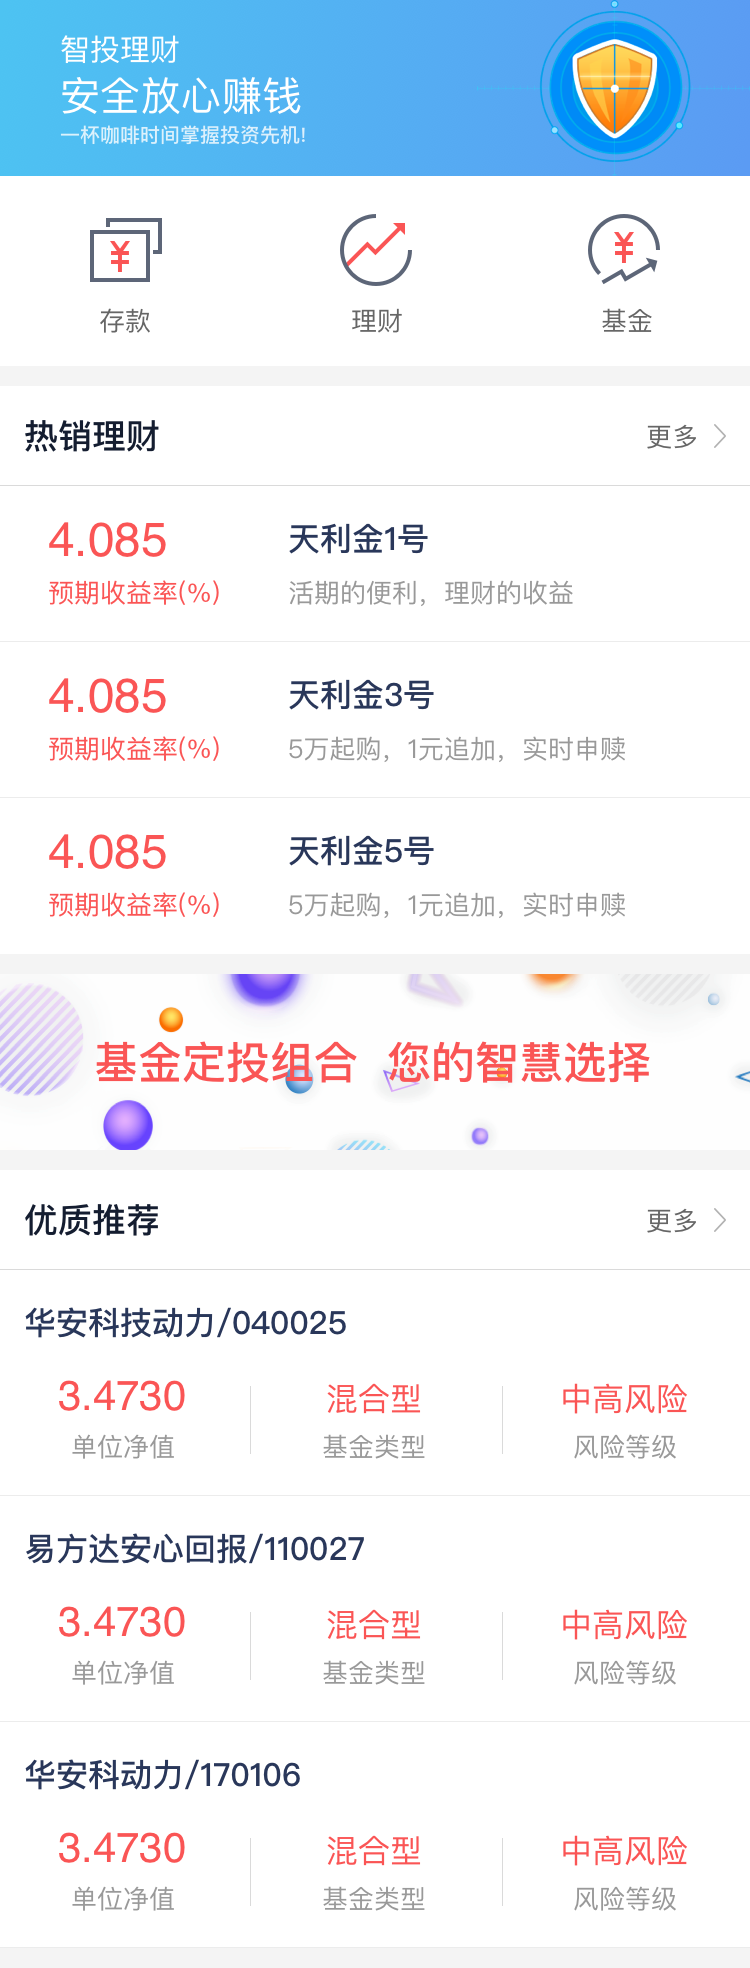 智投理财
安全放心赚钱
一杯咖啡时间掌握投资先机!
存款 理财 基金
热销理财 更多
4.085 天利金1号
预期收益率(%) 活期的便利，理财的收益
4.085 天利金3号
预期收益率(%) 5万起购，1元追加，实时申赎
4.085 天利金5号
预期收益率(%) 5万起购，1元追加，实时申赎
基金定投组合 您的智慧选择
优质推荐 更多
华安科技动力/040025
3.4730 混合型 中高风险
单位净值 基金类型 风险等级
易方达安心回报/110027
3.4730 混合型 中高风险
单位净值 基金类型 风险等级
华安科动力/170106
3.4730 混合型 中高风险
单位净值 基金类型 风险等级